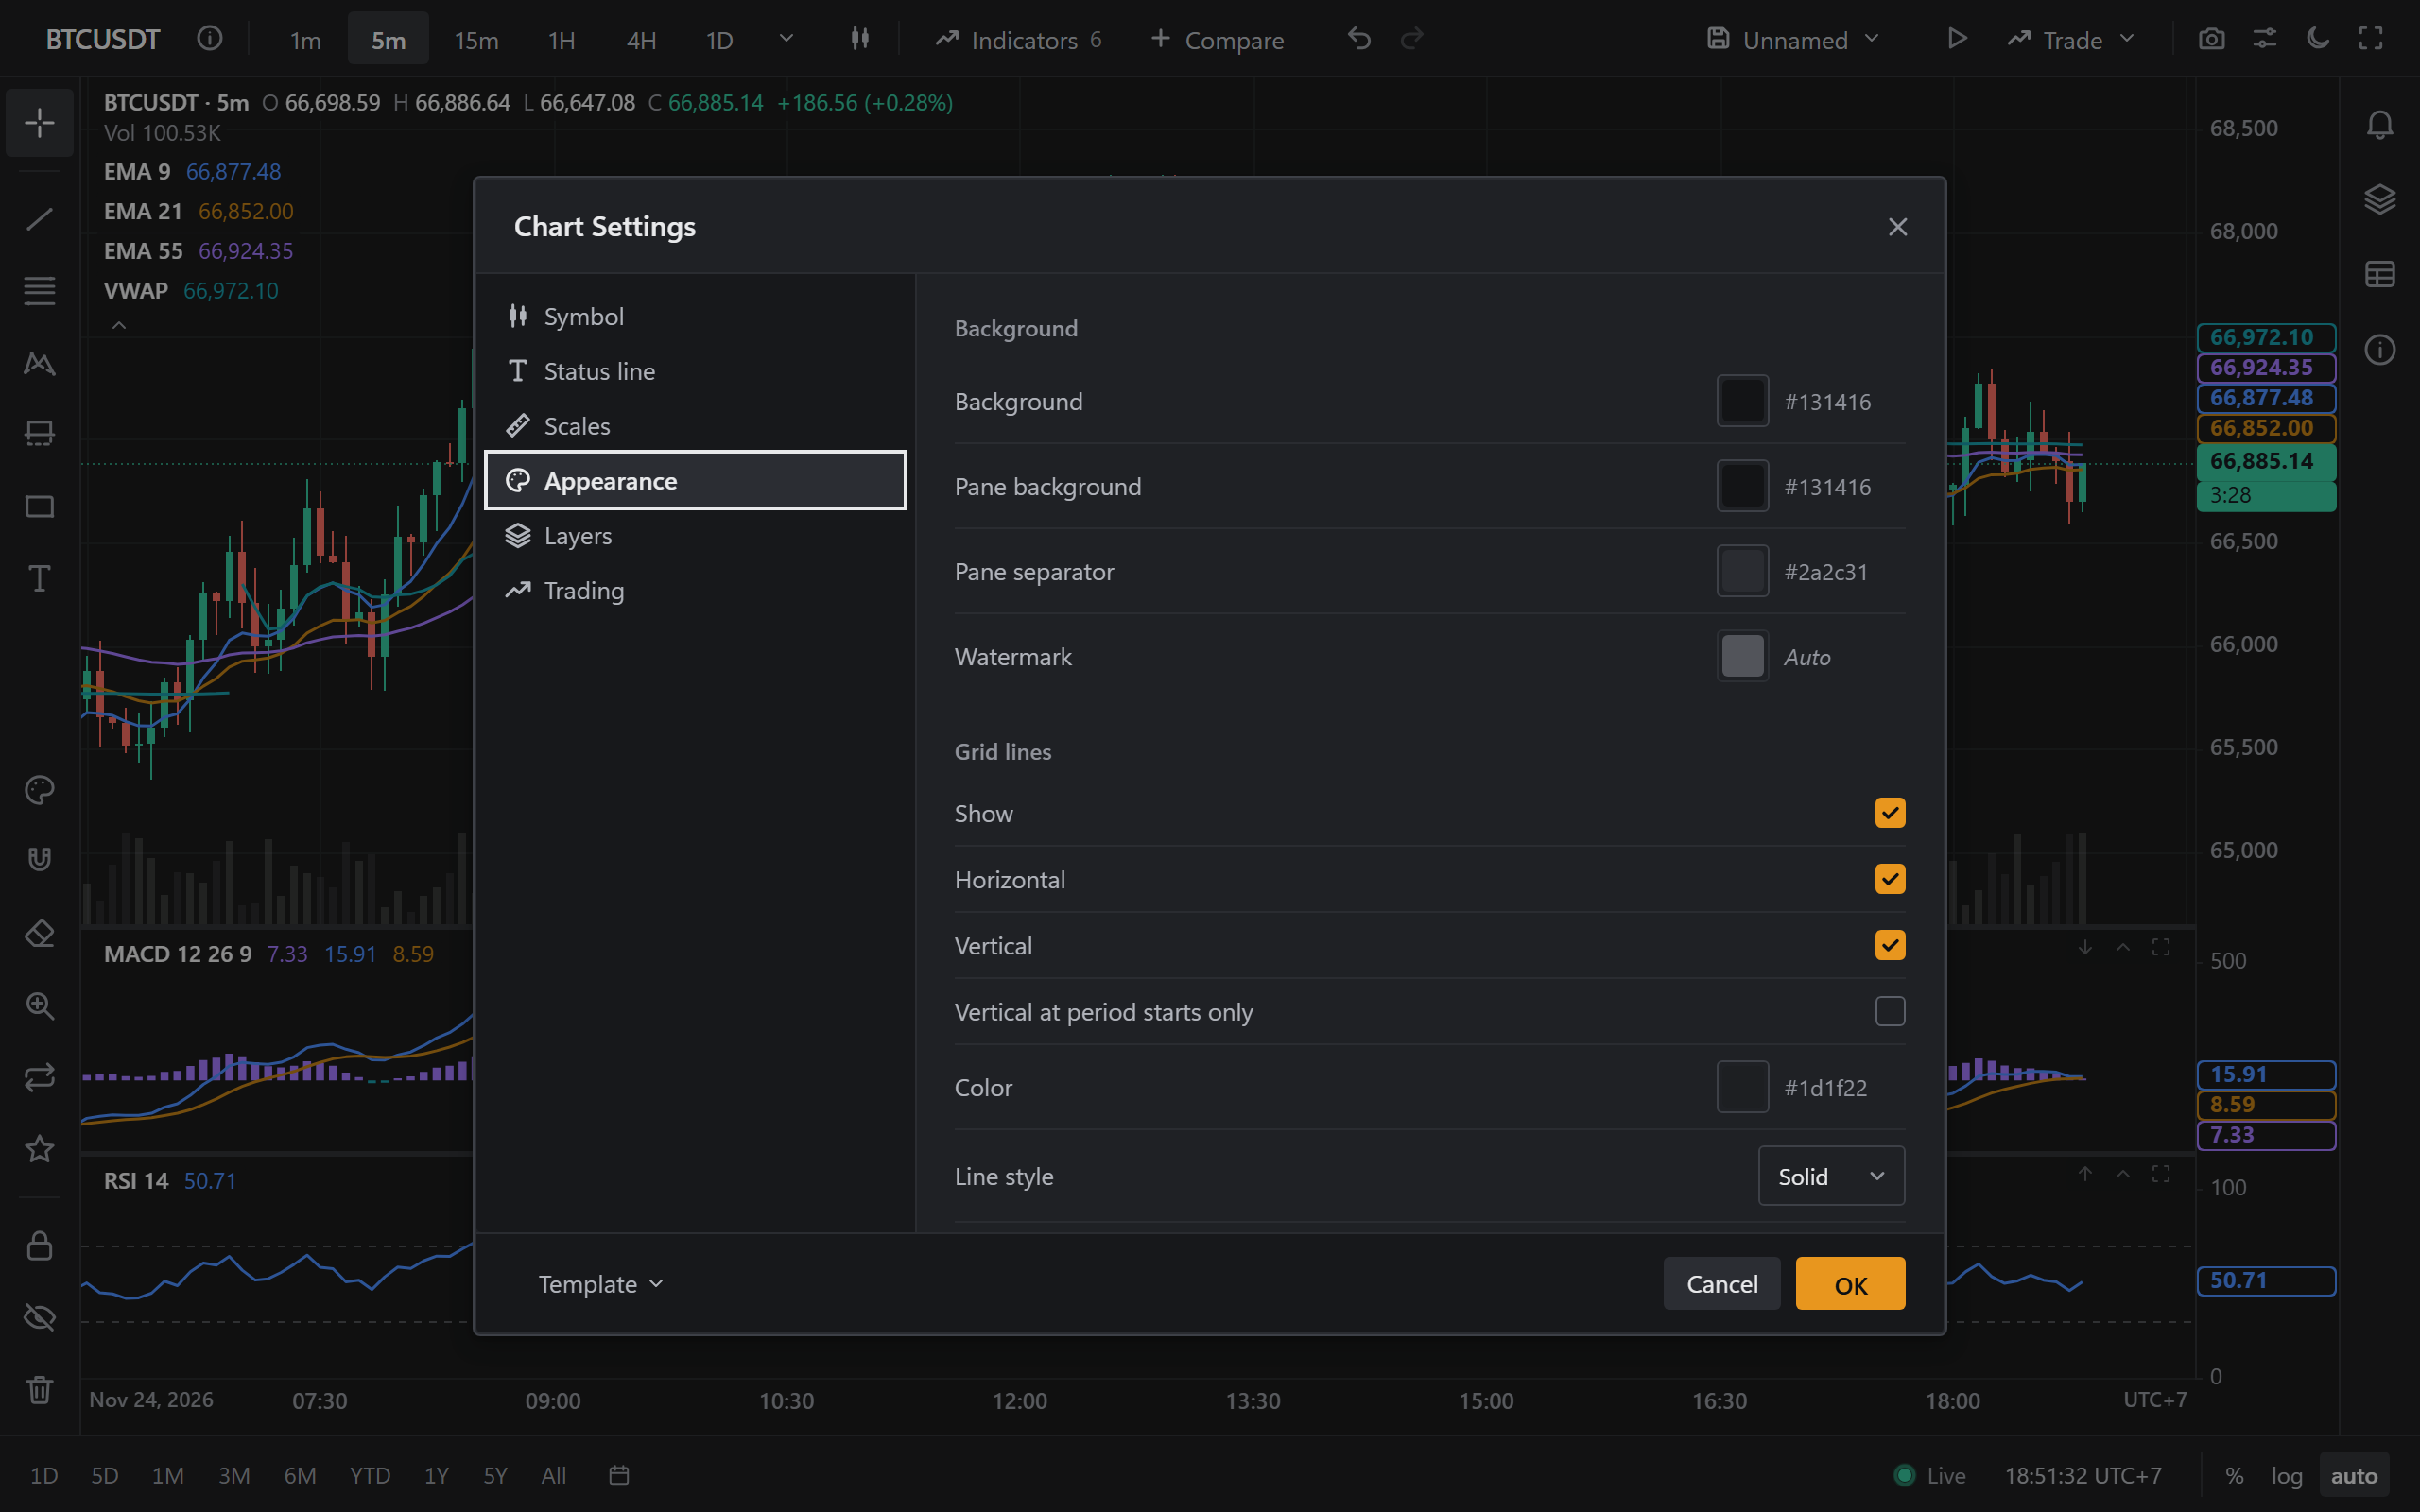 BTCUSDT 1m 5m 15m 1H 4H 1D Indicators 6 Compare Unnamed Trade
BTCUSDT · 5m O 66,698.59 H 66,886.64 L 66,647.08 C 66,885.14 +186.56 (+0.28%)
Vol 100.53K
EMA 9 66,877.48
EMA 21 66,852.00
EMA 55 66,924.35
VWAP 66,972.10
Chart Settings
Symbol
Status line
Scales
Appearance
Layers
Trading
Background
Background #131416
Pane background #131416
Pane separator #2a2c31
Watermark Auto
Grid lines
Show
Horizontal
Vertical
Vertical at period starts only
Color #1d1f22
Line style Solid
Template Cancel OK
68,500
68,000
66,972.10
66,924.35
66,877.48
66,852.00
66,885.14
3:28
66,500
66,000
65,500
65,000
MACD 12 26 9 7.33 15.91 8.59
500
15.91
8.59
7.33
RSI 14 50.71
100
50.71
0
Nov 24, 2026 07:30 09:00 10:30 12:00 13:30 15:00 16:30 18:00 UTC+7
1D 5D 1M 3M 6M YTD 1Y 5Y All Live 18:51:32 UTC+7 % log auto